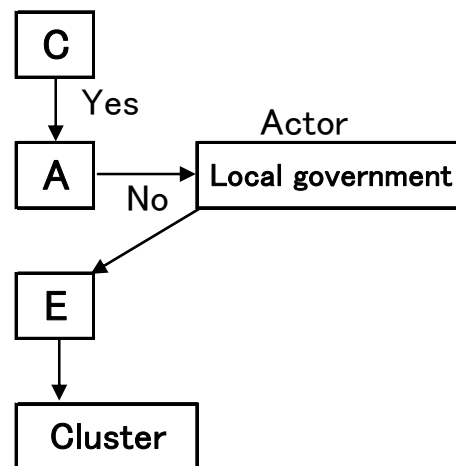 C
Yes
Actor
A
Local government
No
E
Cluster